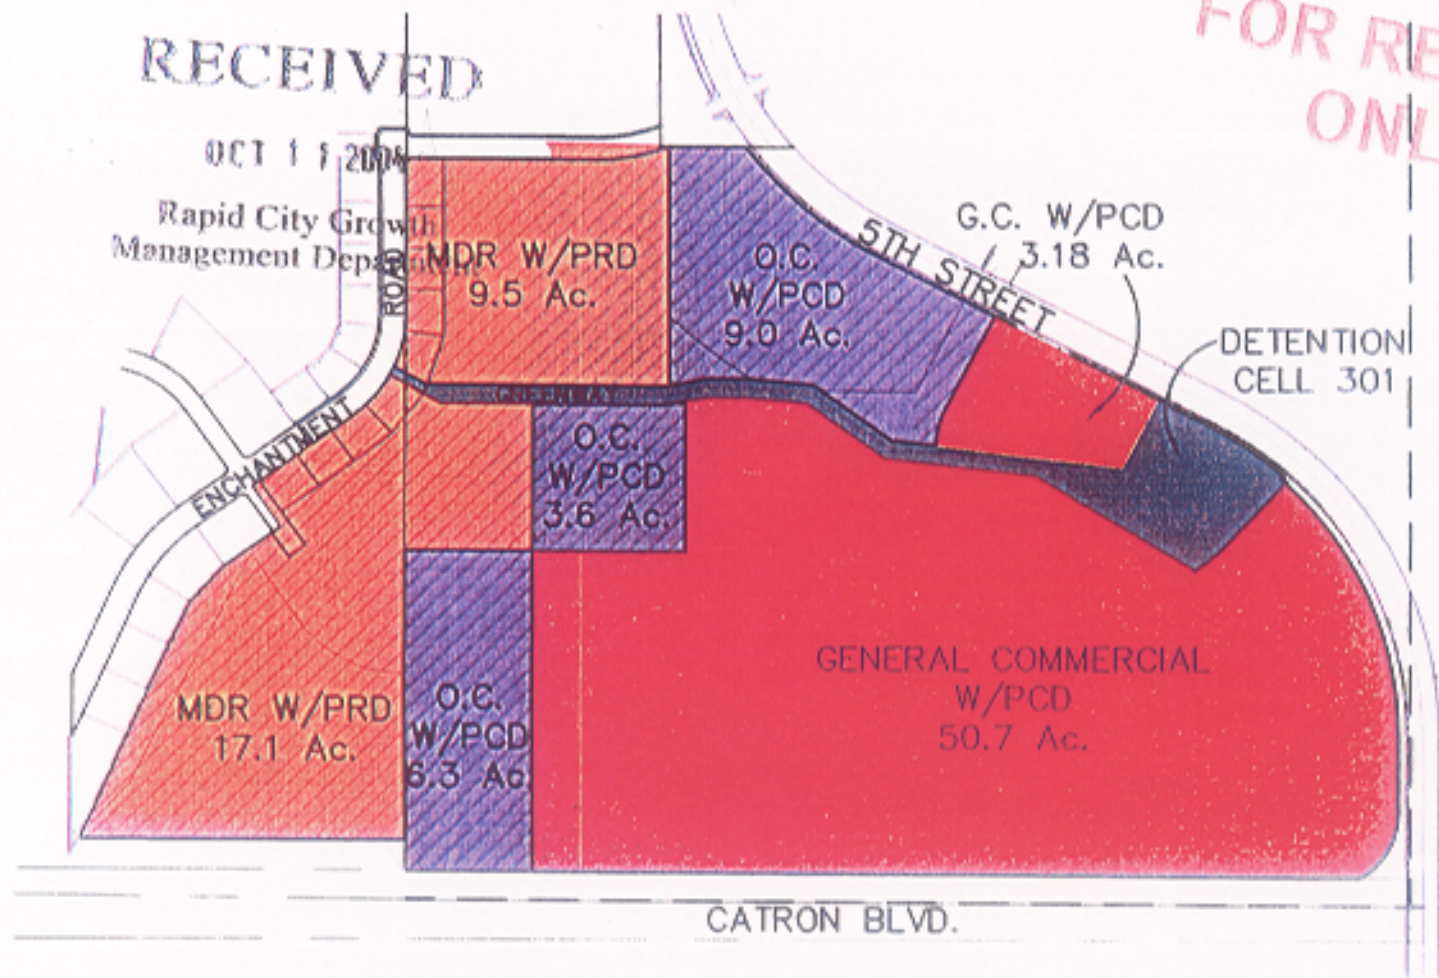 RECEIVED
FOR RE
ONL
OCT 1 1 2004
Rapid City Growth
Management Department
ROAD
MDR W/PRD
9.5 Ac.
O.C.
W/PCD
9.0 Ac.
5TH STREET
G.C. W/PCD
3.18 Ac.
DETENTION
CELL 301
ENCHANTMENT
O.C.
W/PCD
3.6 Ac.
MDR W/PRD
17.1 Ac.
O.C.
W/PCD
6.3 Ac.
GENERAL COMMERCIAL
W/PCD
50.7 Ac.
CATRON BLVD.